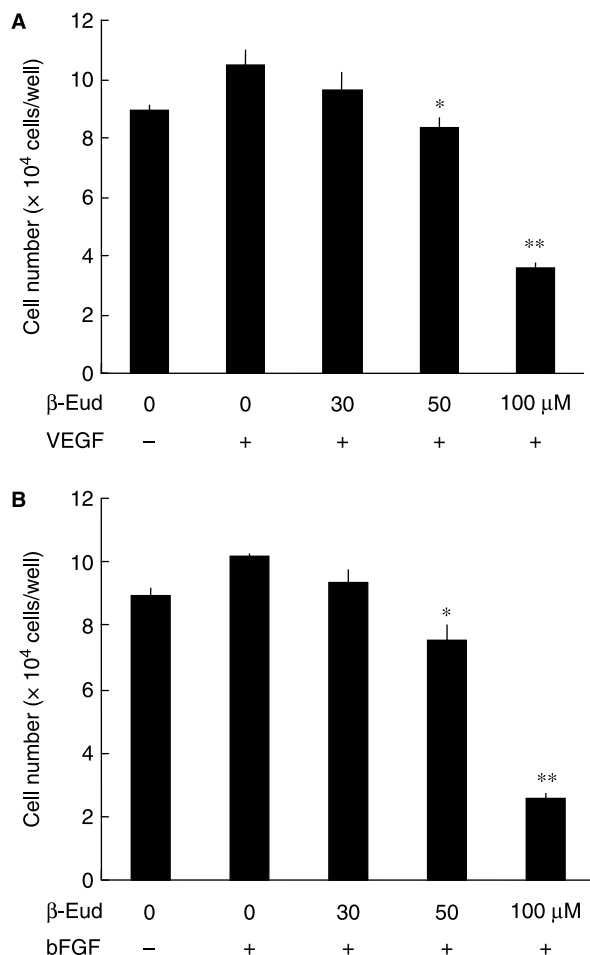 A
Cell number (× 10⁴ cells/well)
12
10
8
6
4
2
0
*
**
β-Eud 0 0 30 50 100 μM
VEGF – + + + +
B
Cell number (× 10⁴ cells/well)
12
10
8
6
4
2
0
*
**
β-Eud 0 0 30 50 100 μM
bFGF – + + + +